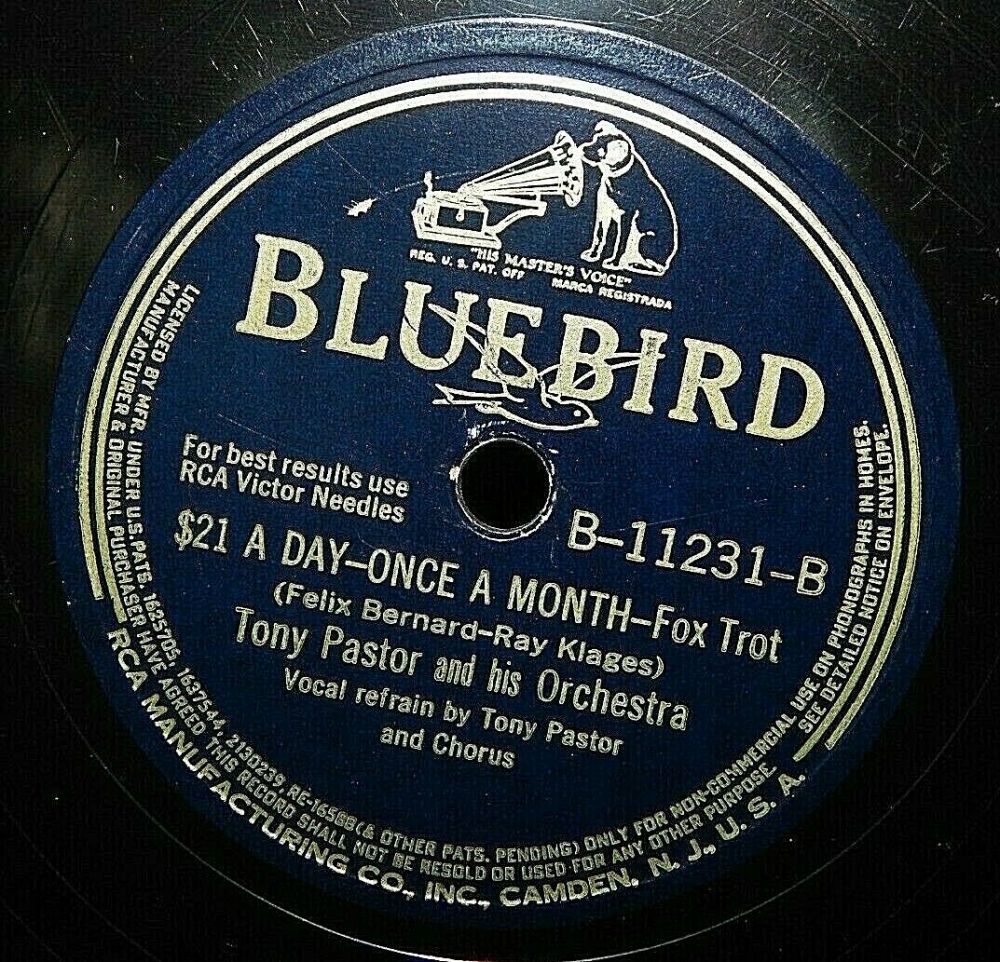 "HIS MASTER'S VOICE"
REG. U. S. PAT. OFF MARCA REGISTRADA
BLUEBIRD
For best results use
RCA Victor Needles
B-11231-B
$21 A DAY-ONCE A MONTH-Fox Trot
(Felix Bernard-Ray Klages)
Tony Pastor and his Orchestra
Vocal refrain by Tony Pastor
and Chorus
LICENSED BY MFR. UNDER U.S. PATS. 1625705, 1637544, 2130239, RE-16588 (& OTHER PATS. PENDING) ONLY FOR NON-COMMERCIAL USE ON PHONOGRAPHS IN HOMES.
MANUFACTURER & ORIGINAL PURCHASER HAVE AGREED THIS RECORD SHALL NOT BE RESOLD OR USED FOR ANY OTHER PURPOSE. SEE DETAILED NOTICE ON ENVELOPE.
RCA MANUFACTURING CO., INC., CAMDEN, N. J., U. S. A.